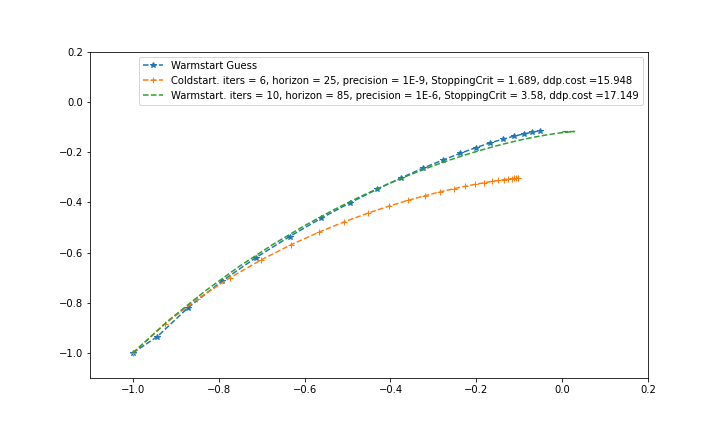 0.2
0.0
−0.2
−0.4
−0.6
−0.8
−1.0
Warmstart Guess
Coldstart. iters = 6, horizon = 25, precision = 1E-9, StoppingCrit = 1.689, ddp.cost =15.948
Warmstart. iters = 10, horizon = 85, precision = 1E-6, StoppingCrit = 3.58, ddp.cost =17.149
−1.0 −0.8 −0.6 −0.4 −0.2 0.0 0.2